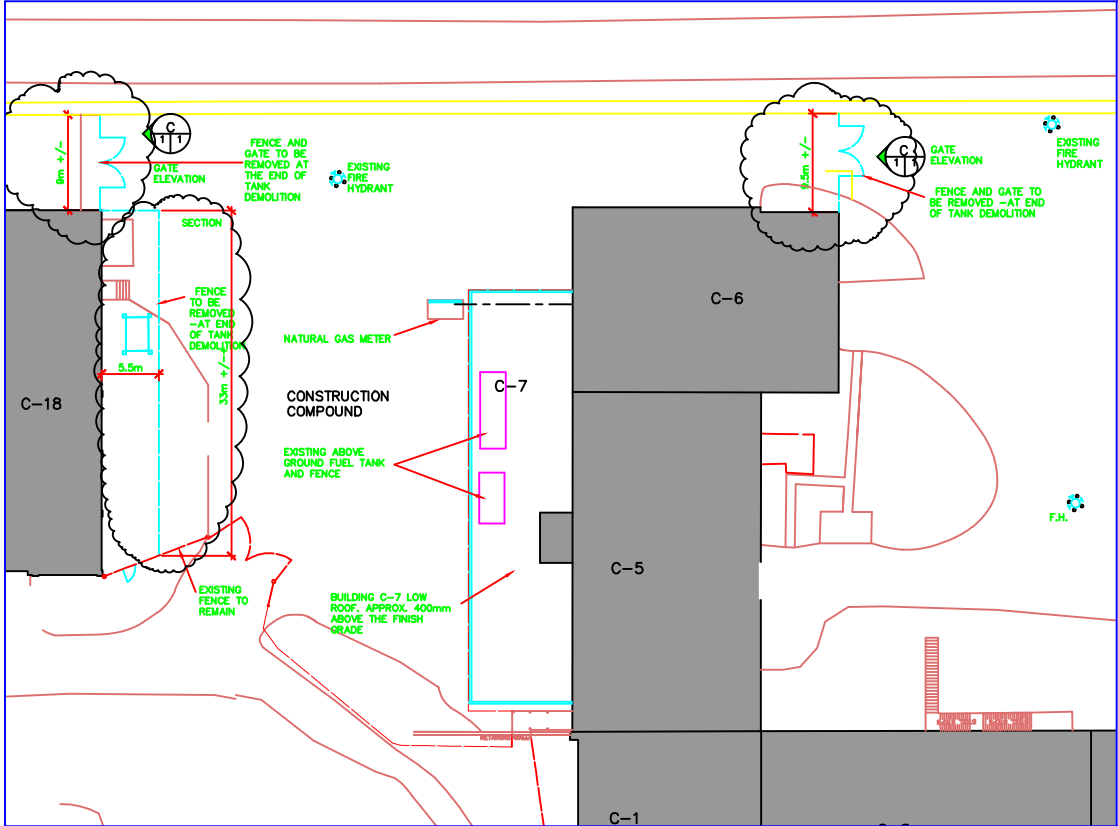 9m +/-
C
1
1
GATE
ELEVATION
FENCE AND
GATE TO BE
REMOVED AT
THE END OF
TANK
DEMOLITION
EXISTING
FIRE
HYDRANT
9.5m +/-
C
1
1
GATE
ELEVATION
EXISTING
FIRE
HYDRANT
FENCE AND GATE TO
BE REMOVED -AT END
OF TANK DEMOLITION
SECTION
FENCE
TO BE
REMOVED
-AT END
OF TANK
DEMOLITION
5.5m
33m +/-
C-18
NATURAL GAS METER
CONSTRUCTION
COMPOUND
EXISTING ABOVE
GROUND FUEL TANK
AND FENCE
C-7
C-6
C-5
F.H.
EXISTING
FENCE TO
REMAIN
BUILDING C-7 LOW
ROOF. APPROX. 400mm
ABOVE THE FINISH
GRADE
C-1